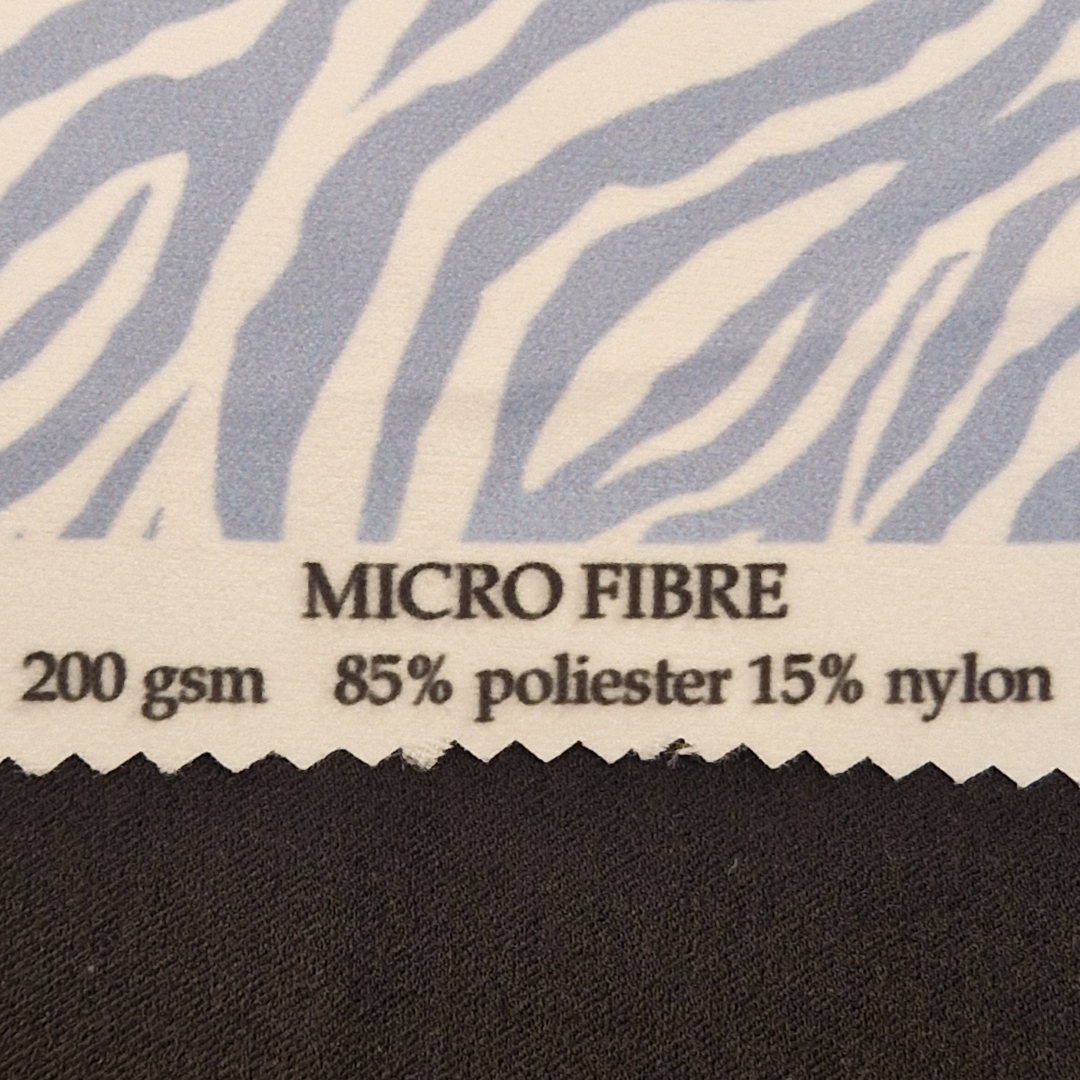 MICRO FIBRE
200 gsm 85% poliester 15% nylon